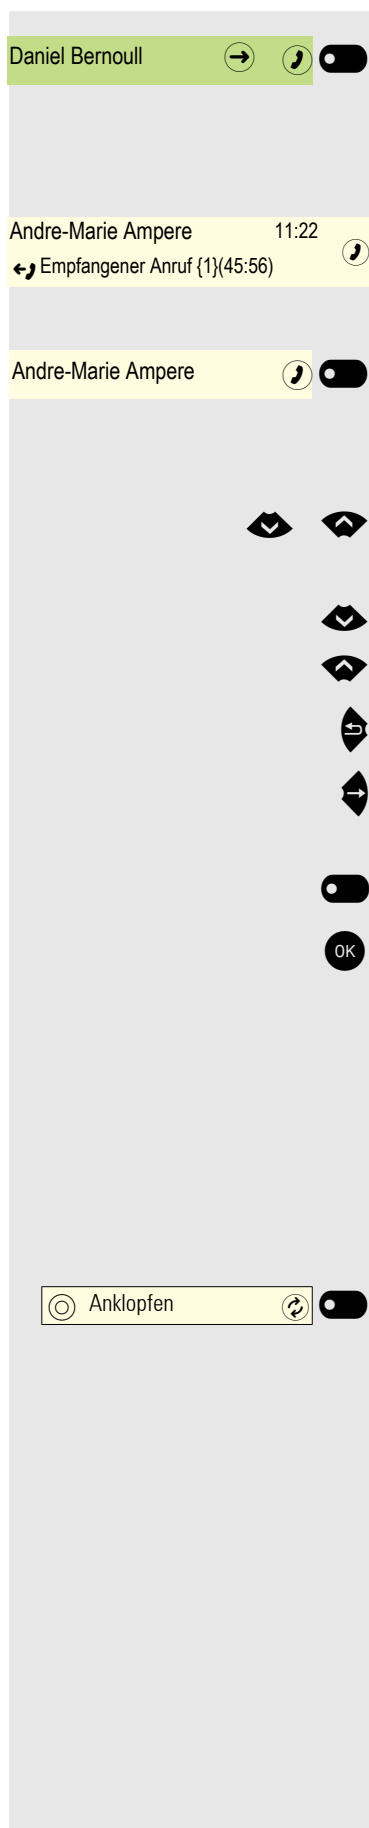 Daniel Bernoull
Andre-Marie Ampere 11:22
Empfangener Anruf {1}(45:56)
Andre-Marie Ampere
OK
Anklopfen